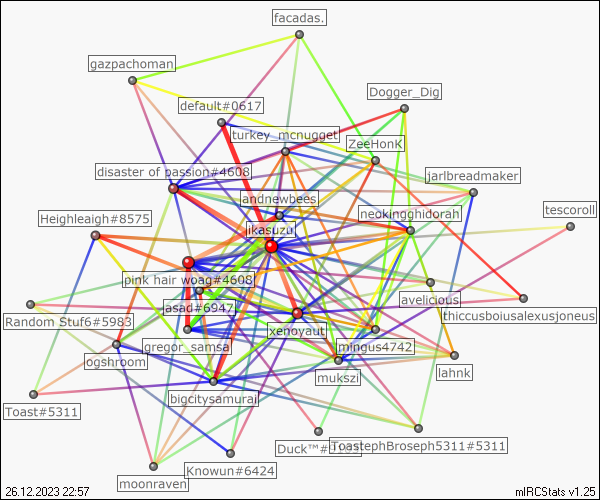 facadas.
gazpachoman
Dogger_Dig
default#0617
turkey_mcnugget
ZeeHonK
disaster of passion#4608
jarlbreadmaker
andnewbees
Heighleaigh#8575
neokingghidorah
tescoroll
ikasuzu
pink hair woag#4608
avelicious
asad#6947
thiccusboiusalexusjoneus
Random Stuf6#5983
xenoyaut
gregor_samsa
mingus4742
ogshroom
mukszi
lahnk
bigcitysamurai
Toast#5311
ToastephBroseph5311#5311
Knowun#6424
moonraven
26.12.2023 22:57
mIRCStats v1.25